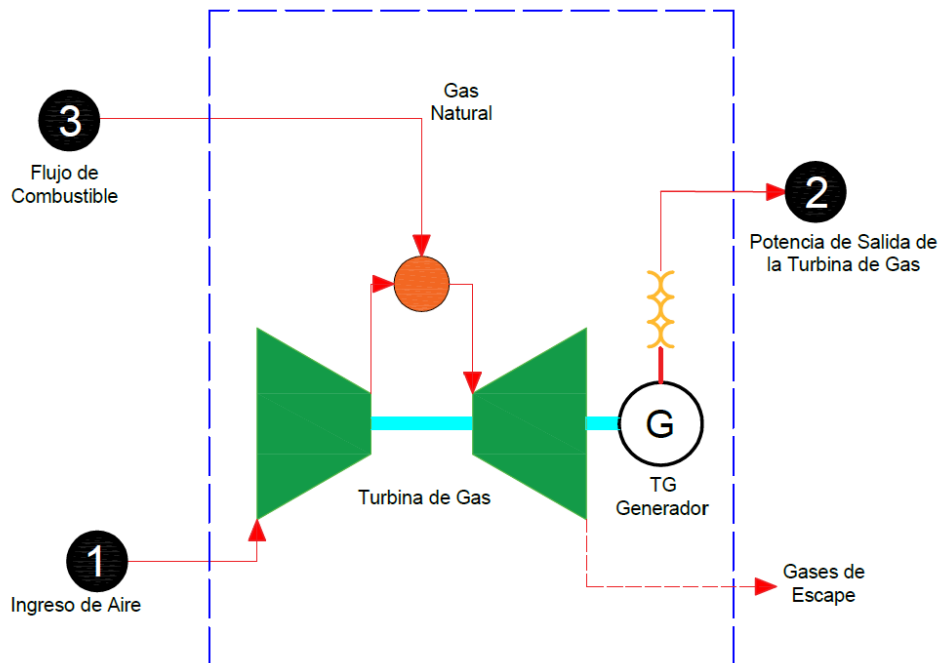 Gas
Natural
3
Flujo de
Combustible
2
Potencia de Salida de
la Turbina de Gas
G
TG
Generador
Turbina de Gas
1
Ingreso de Aire
Gases de
Escape